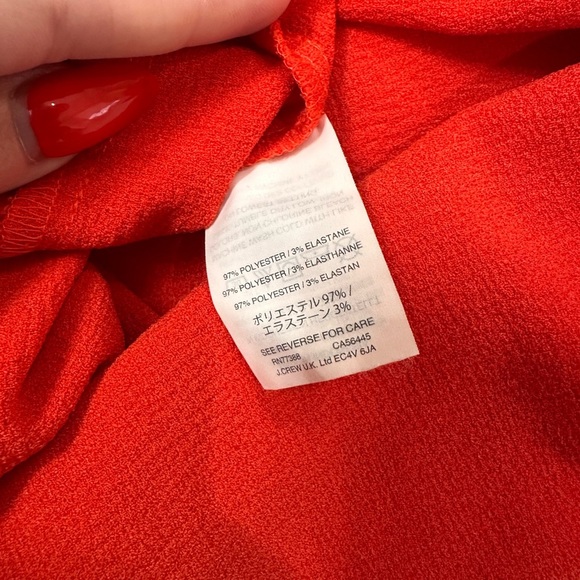 97% POLYESTER / 3% ELASTANE
97% POLYESTER / 3% ELASTHANNE
97% POLYESTER / 3% ELASTAN
ポリエステル 97% /
エラステーン 3%
SEE REVERSE FOR CARE
RN77388 CA56445
J.CREW U.K. Ltd EC4V 6JA